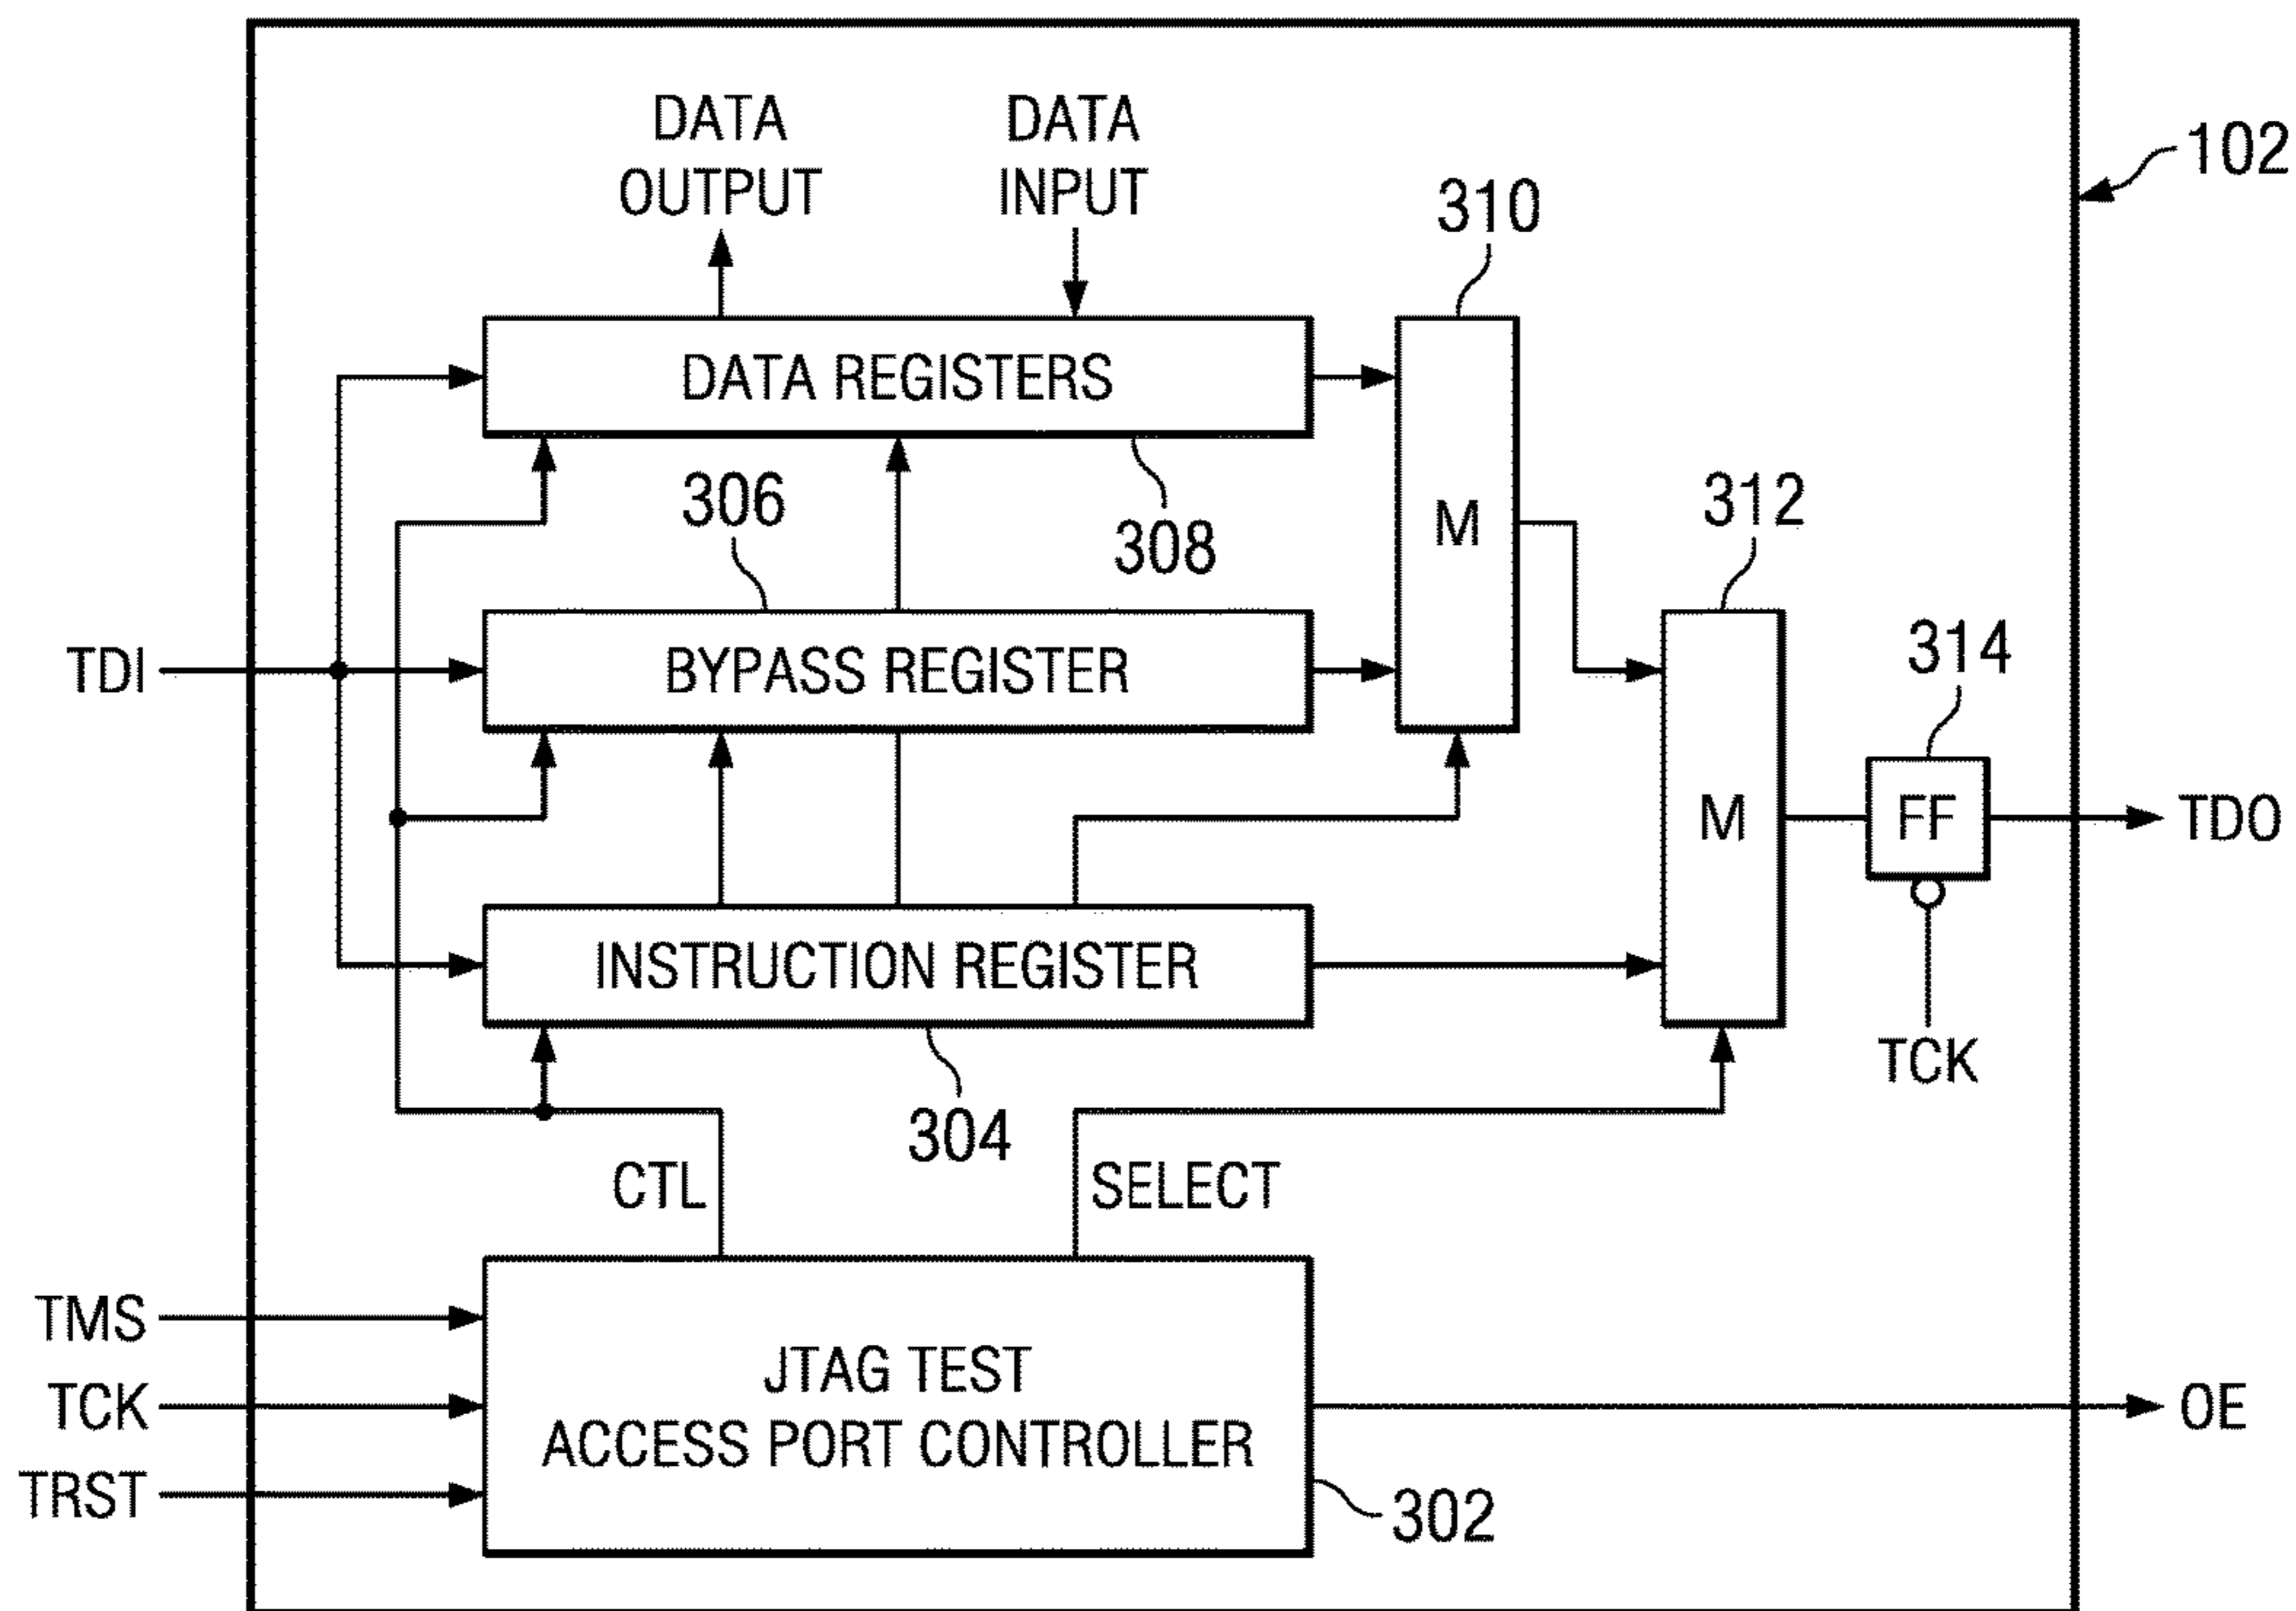 DATA
OUTPUT
DATA
INPUT
102
310
DATA REGISTERS
306
308
M
312
TDI
BYPASS REGISTER
314
M
FF
TDO
INSTRUCTION REGISTER
TCK
304
CTL
SELECT
TMS
TCK
TRST
JTAG TEST
ACCESS PORT CONTROLLER
OE
302